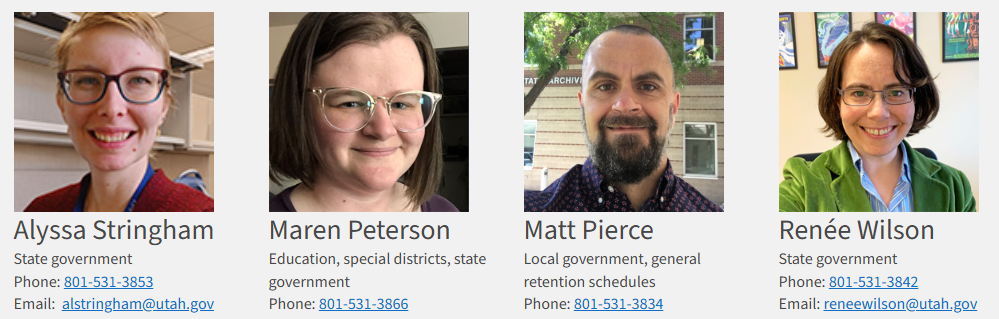 TATE ARCHIVE
Alyssa Stringham
State government
Phone: 801-531-3853
Email: alstringham@utah.gov
Maren Peterson
Education, special districts, state
government
Phone: 801-531-3866
Matt Pierce
Local government, general
retention schedules
Phone: 801-531-3834
Renée Wilson
State government
Phone: 801-531-3842
Email: reneewilson@utah.gov